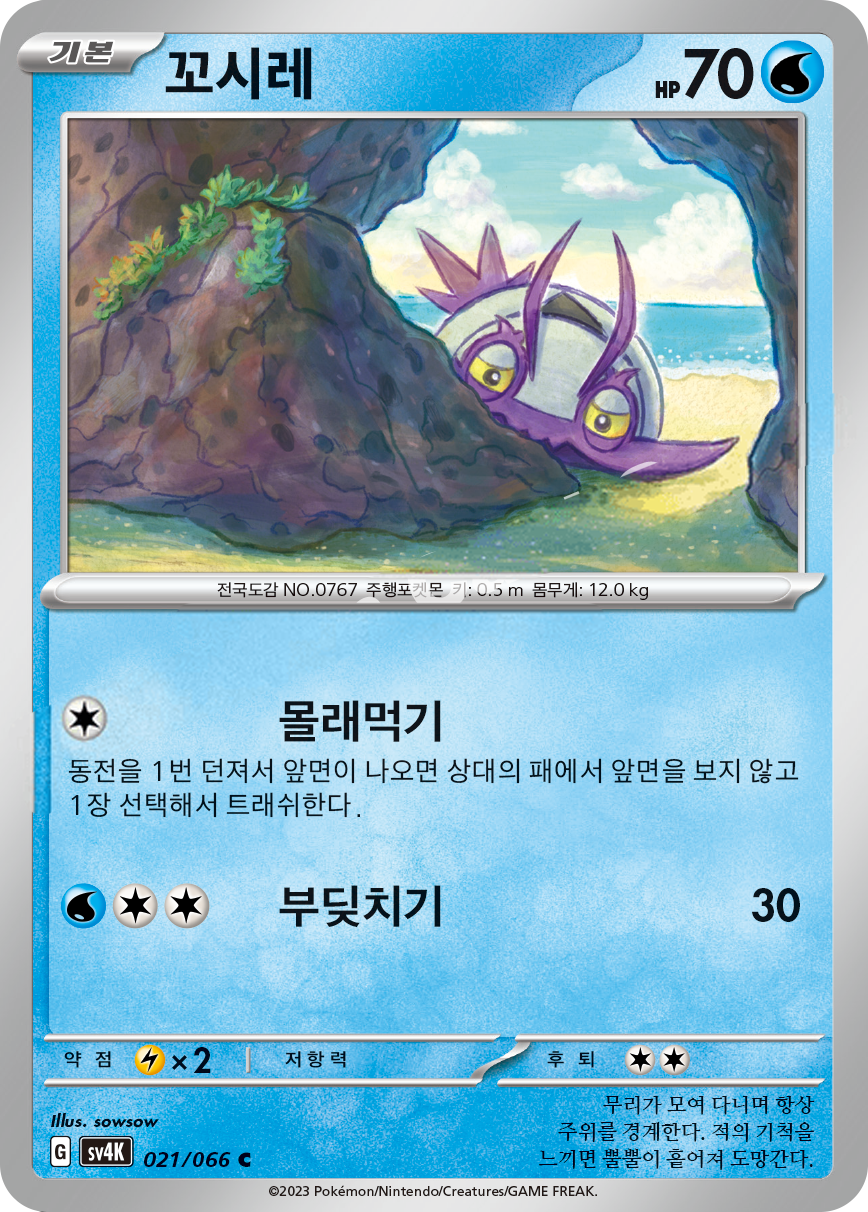 기본
꼬시레
HP 70
전국도감 NO.0767 주행포켓몬 키: 0.5 m 몸무게: 12.0 kg
몰래먹기
동전을 1번 던져서 앞면이 나오면 상대의 패에서 앞면을 보지 않고
1장 선택해서 트래쉬한다.
부딪치기 30
약점 ×2 저항력 후퇴
무리가 모여 다니며 항상
주위를 경계한다. 적의 기척을
느끼면 뿔뿔이 흩어져 도망간다.
Illus. sowsow
G sv4K 021/066 C
©2023 Pokémon/Nintendo/Creatures/GAME FREAK.